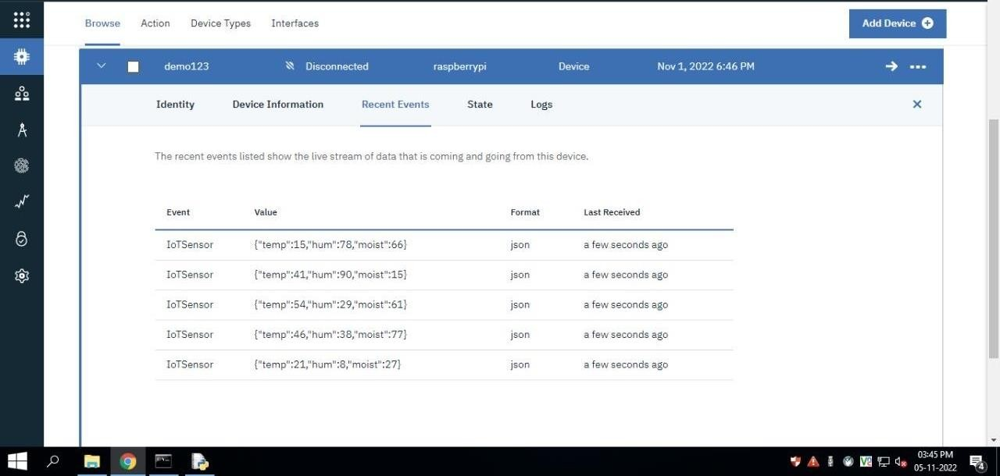 Browse Action Device Types Interfaces Add Device
demo123 Disconnected raspberrypi Device Nov 1, 2022 6:46 PM
Identity Device Information Recent Events State Logs
The recent events listed show the live stream of data that is coming and going from this device.
Event Value Format Last Received
IoTSensor {"temp":15,"hum":78,"moist":66} json a few seconds ago
IoTSensor {"temp":41,"hum":90,"moist":15} json a few seconds ago
IoTSensor {"temp":54,"hum":29,"moist":61} json a few seconds ago
IoTSensor {"temp":46,"hum":38,"moist":77} json a few seconds ago
IoTSensor {"temp":21,"hum":8,"moist":27} json a few seconds ago
03:45 PM
05-11-2022
4